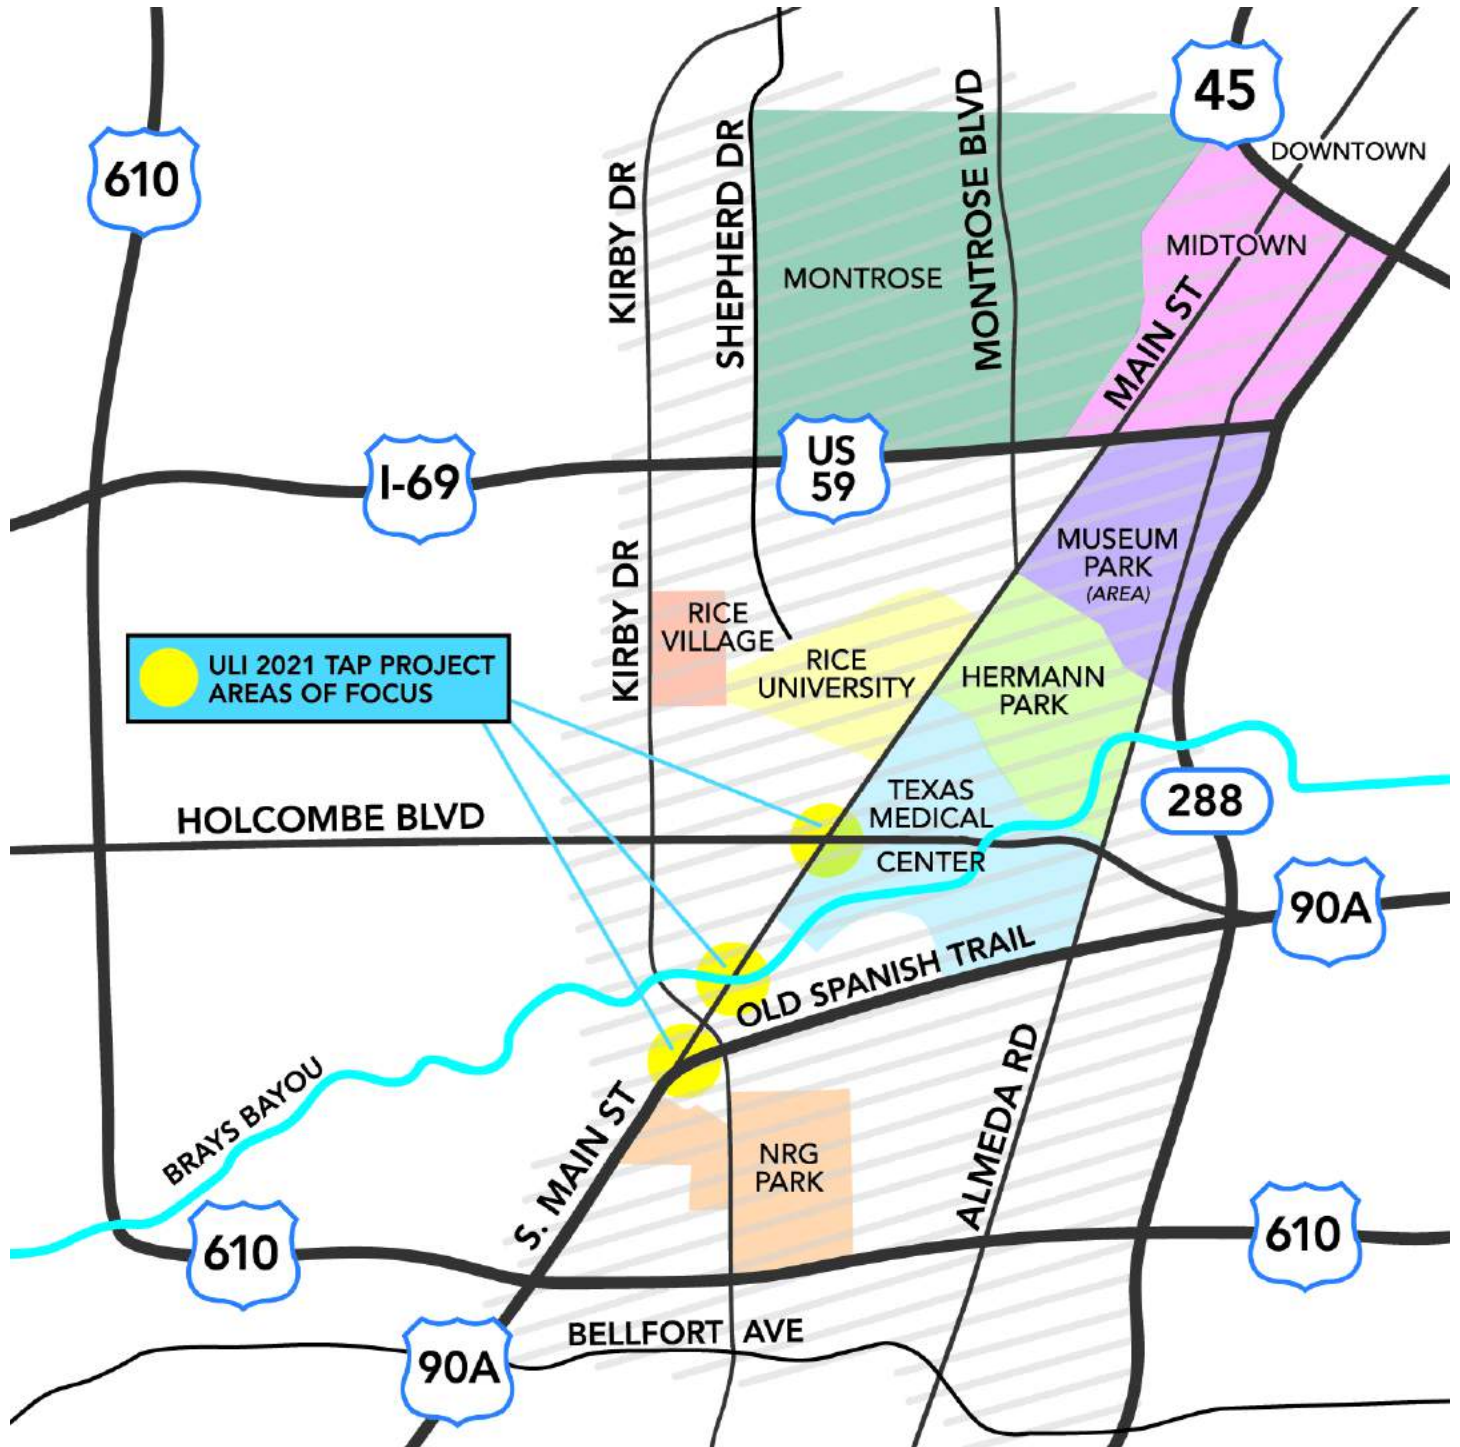 45
DOWNTOWN
610
KIRBY DR
SHEPHERD DR
MONTROSE BLVD
MONTROSE
MIDTOWN
MAIN ST
I-69
US
59
MUSEUM
PARK
(AREA)
KIRBY DR
RICE
VILLAGE
RICE
UNIVERSITY
HERMANN
PARK
ULI 2021 TAP PROJECT
AREAS OF FOCUS
HOLCOMBE BLVD
TEXAS
MEDICAL
CENTER
288
90A
OLD SPANISH TRAIL
BRAYS BAYOU
S. MAIN ST
NRG
PARK
ALMEDA RD
610
610
BELLFORT AVE
90A